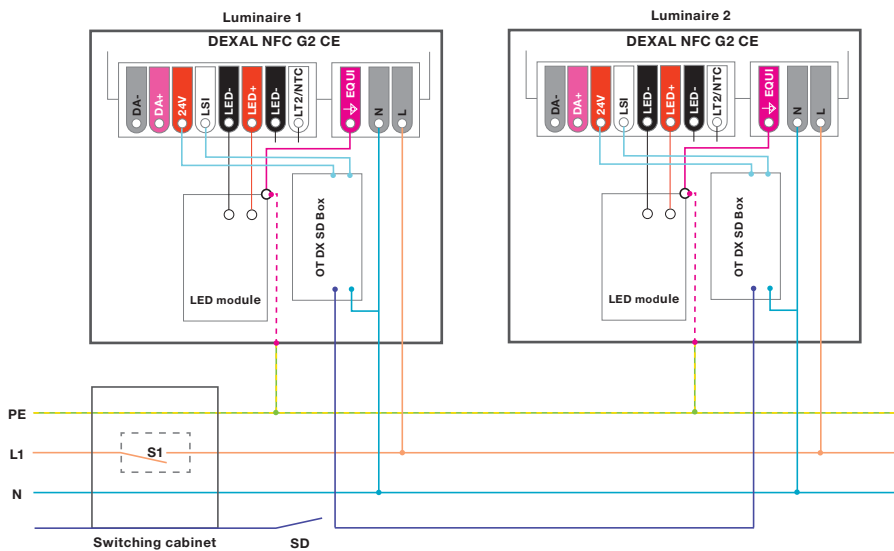 Luminaire 1
DEXAL NFC G2 CE
DA-
DA+
24V
LSI
LED-
LED+
LED-
LT2/NTC
EQUI
N
L
OT DX SD Box
LED module
Luminaire 2
DEXAL NFC G2 CE
DA-
DA+
24V
LSI
LED-
LED+
LED-
LT2/NTC
EQUI
N
L
OT DX SD Box
LED module
PE
L1
S1
N
Switching cabinet
SD